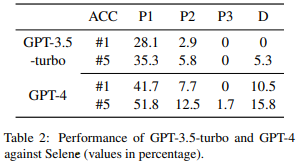 ACC P1 P2 P3 D
GPT-3.5 #1 28.1 2.9 0 0
-turbo #5 35.3 5.8 0 5.3
GPT-4 #1 41.7 7.7 0 10.5
#5 51.8 12.5 1.7 15.8
Table 2: Performance of GPT-3.5-turbo and GPT-4
against Selene (values in percentage).